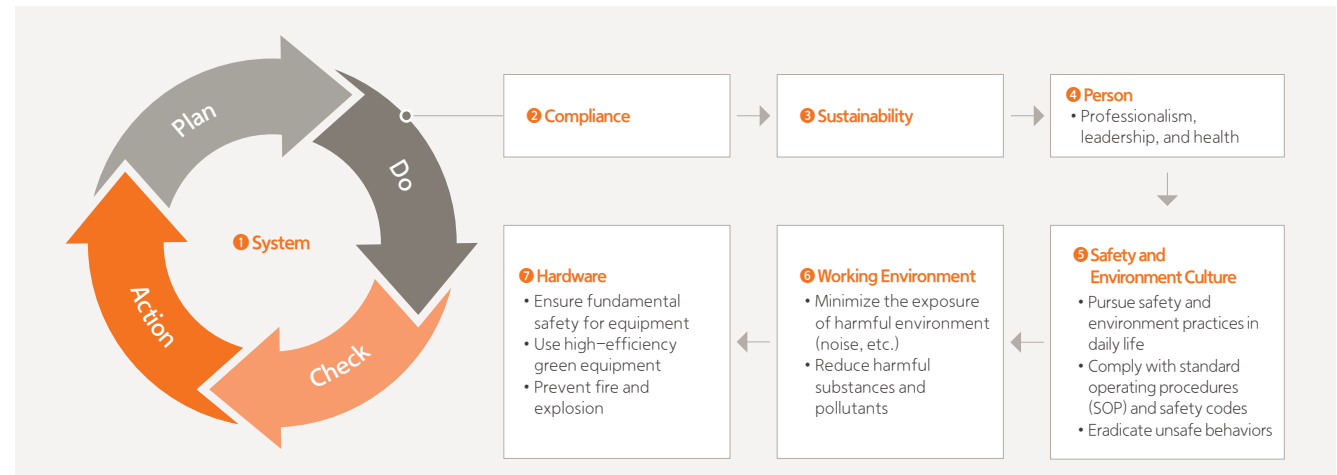 Plan
Do
Check
Action
❶ System
❷ Compliance
❸ Sustainability
❹ Person
• Professionalism,
leadership, and health
❺ Safety and
Environment Culture
• Pursue safety and
environment practices in
daily life
• Comply with standard
operating procedures
(SOP) and safety codes
• Eradicate unsafe behaviors
❻ Working Environment
• Minimize the exposure
of harmful environment
(noise, etc.)
• Reduce harmful
substances and
pollutants
❼ Hardware
• Ensure fundamental
safety for equipment
• Use high-efficiency
green equipment
• Prevent fire and
explosion